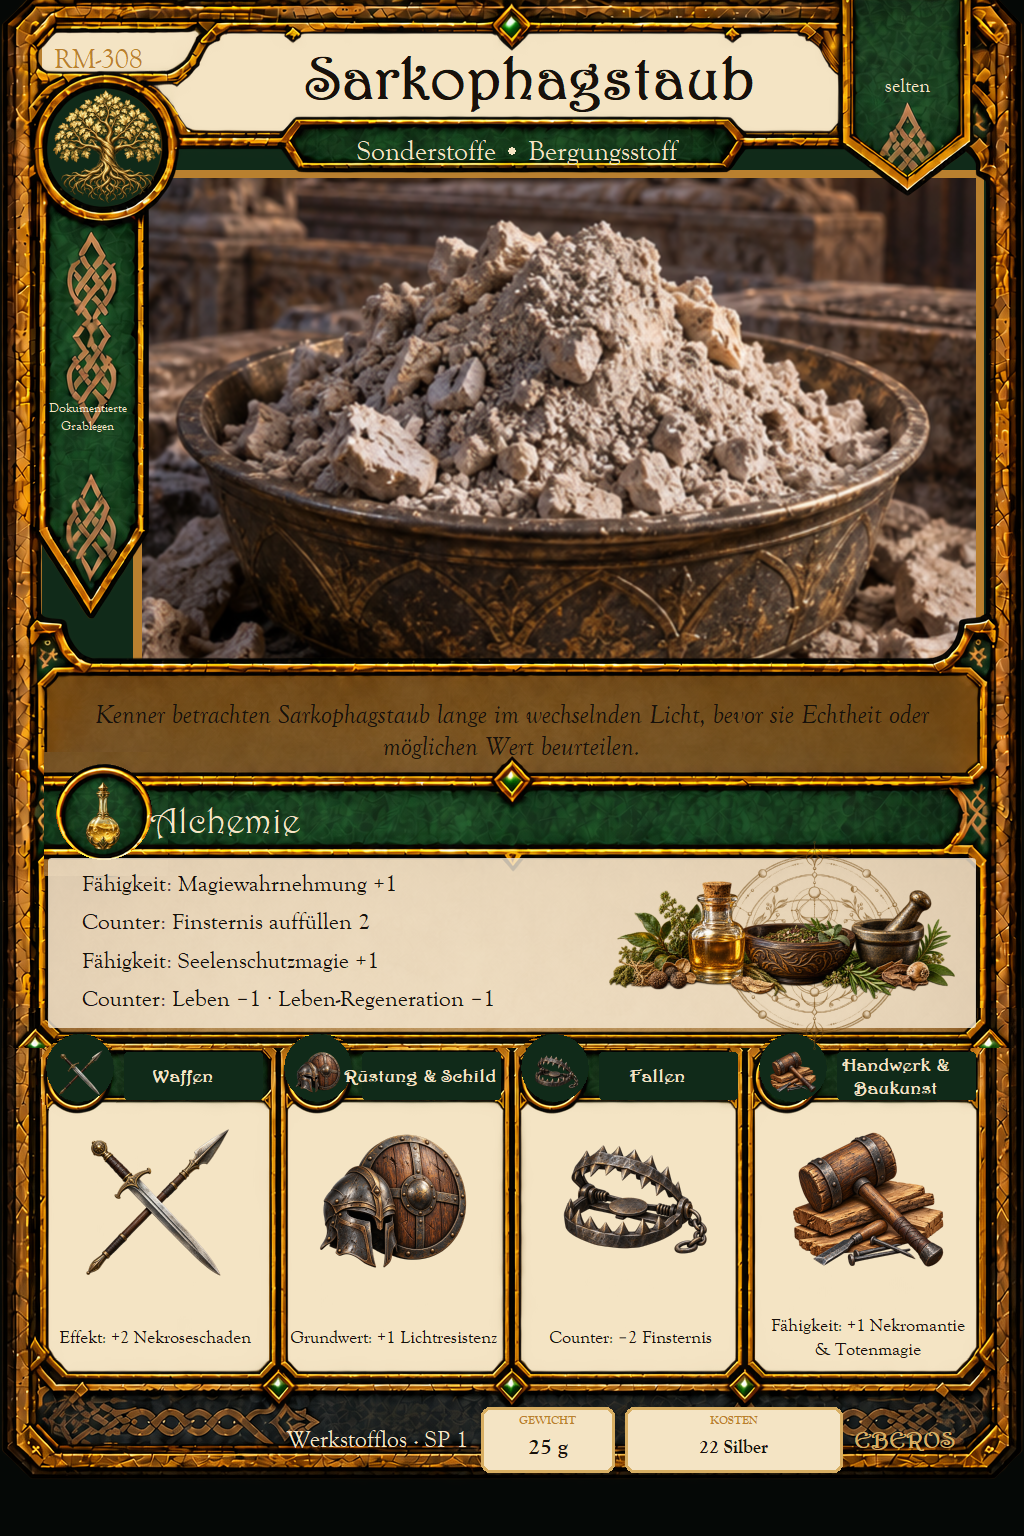 RM-308
Sarkophagstaub
selten
Sonderstoffe • Bergungsstoff
Dokumentierte
Grablegen
Kenner betrachten Sarkophagstaub lange im wechselnden Licht, bevor sie Echtheit oder
möglichen Wert beurteilen.
Alchemie
Fähigkeit: Magiewahrnehmung +1
Counter: Finsternis auffüllen 2
Fähigkeit: Seelenschutzmagie +1
Counter: Leben −1 · Leben-Regeneration −1
Waffen
Rüstung & Schild
Fallen
Handwerk &
Baukunst
Effekt: +2 Nekroseschaden
Grundwert: +1 Lichtresistenz
Counter: −2 Finsternis
Fähigkeit: +1 Nekromantie
& Totenmagie
Werkstofflos · SP 1
GEWICHT
25 g
KOSTEN
22 Silber
EBEROS